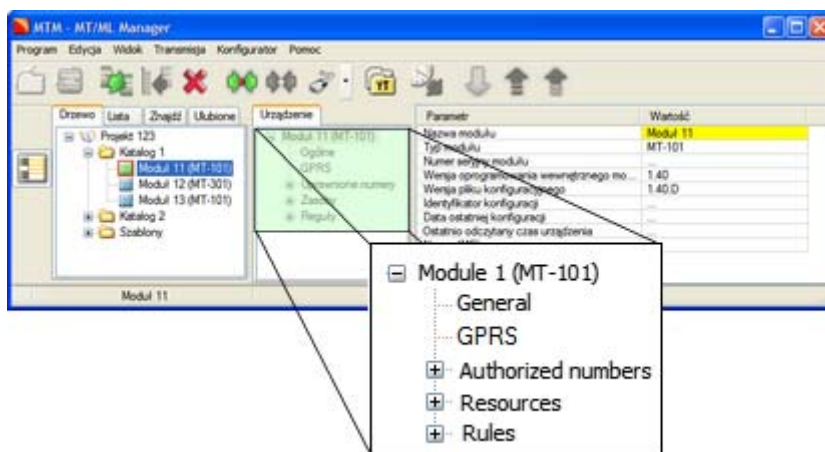 MTM - MT/ML Manager
Program Edycja Widok Transmisja Konfigurator Pomoc
Drzewo Lista Znajdź Ulubione
Projekt 123
Katalog 1
Moduł 11 (MT-101)
Moduł 12 (MT-301)
Moduł 13 (MT-101)
Katalog 2
Szablony
Urządzenie
Moduł 11 (MT-101)
Ogólne
GPRS
Uprawnione numery
Zasoby
Reguły
Parametr Wartość
Nazwa modułu Moduł 11
Typ modułu MT-101
Numer seryjny modułu ...
Wersja oprogramowania wewnętrznego mo... 1.40
Wersja pliku konfiguracyjnego 1.40.D
Identyfikator konfiguracji ...
Data ostatniej konfiguracji ...
Ostatnio odczytany czas urządzenia ...
Moduł 11
Module 1 (MT-101)
General
GPRS
Authorized numbers
Resources
Rules